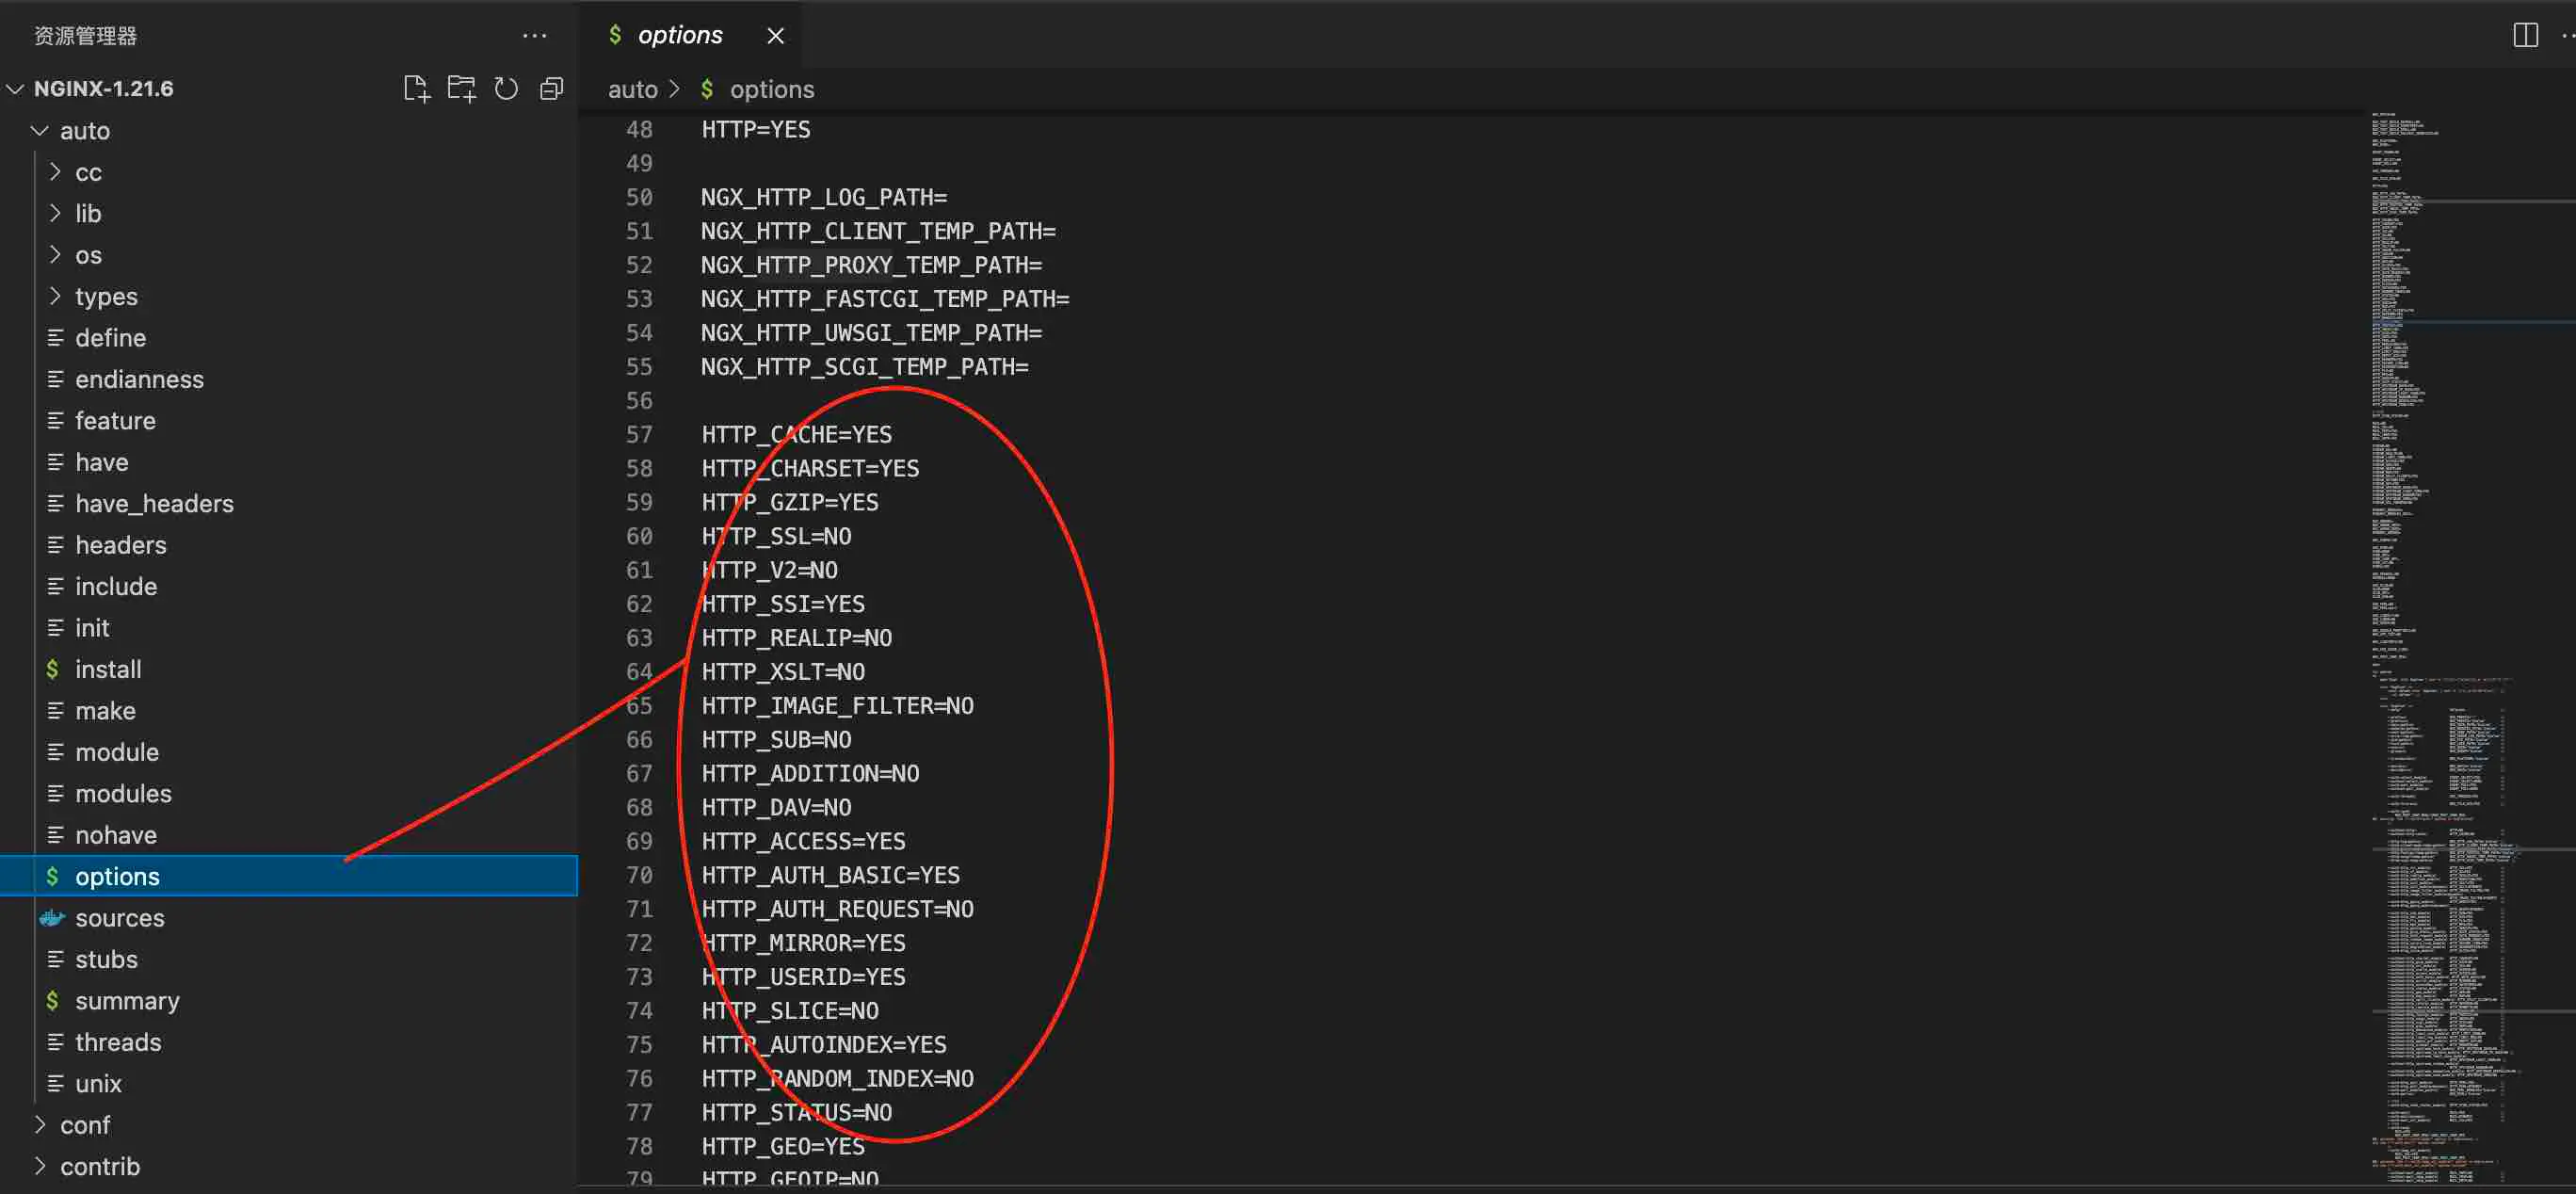 资源管理器
NGINX-1.21.6
auto
cc
lib
os
types
define
endianness
feature
have
have_headers
headers
include
init
install
make
module
modules
nohave
options
sources
stubs
summary
threads
unix
conf
contrib
options
auto > options
48 HTTP=YES
49
50 NGX_HTTP_LOG_PATH=
51 NGX_HTTP_CLIENT_TEMP_PATH=
52 NGX_HTTP_PROXY_TEMP_PATH=
53 NGX_HTTP_FASTCGI_TEMP_PATH=
54 NGX_HTTP_UWSGI_TEMP_PATH=
55 NGX_HTTP_SCGI_TEMP_PATH=
56
57 HTTP_CACHE=YES
58 HTTP_CHARSET=YES
59 HTTP_GZIP=YES
60 HTTP_SSL=NO
61 HTTP_V2=NO
62 HTTP_SSI=YES
63 HTTP_REALIP=NO
64 HTTP_XSLT=NO
65 HTTP_IMAGE_FILTER=NO
66 HTTP_SUB=NO
67 HTTP_ADDITION=NO
68 HTTP_DAV=NO
69 HTTP_ACCESS=YES
70 HTTP_AUTH_BASIC=YES
71 HTTP_AUTH_REQUEST=NO
72 HTTP_MIRROR=YES
73 HTTP_USERID=YES
74 HTTP_SLICE=NO
75 HTTP_AUTOINDEX=YES
76 HTTP_RANDOM_INDEX=NO
77 HTTP_STATUS=NO
78 HTTP_GEO=YES
79 HTTP_GEOIP=NO